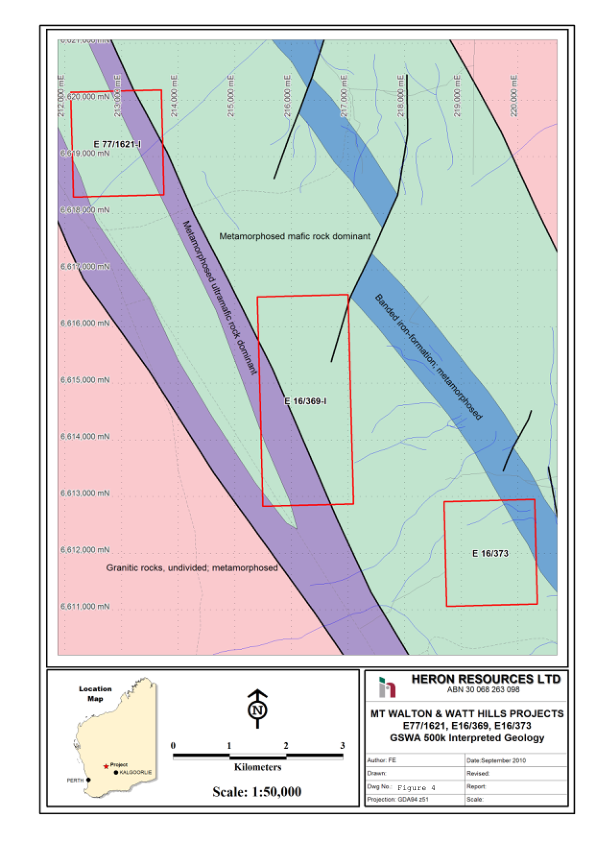 6,621,000 mN
212,000 mE
213,000 mE
214,000 mE
215,000 mE
216,000 mE
217,000 mE
218,000 mE
219,000 mE
220,000 mE
6,620,000 mN
E 77/1621-I
6,619,000 mN
6,618,000 mN
Metamorphosed mafic rock dominant
Metamorphosed ultramafic rock dominant
6,617,000 mN
Banded iron-formation; metamorphosed
6,616,000 mN
6,615,000 mN
E 16/369-I
6,614,000 mN
6,613,000 mN
6,612,000 mN
E 16/373
Granitic rocks, undivided; metamorphosed
6,611,000 mN
Location
Map
Project
KALGOORLIE
PERTH
N
0 1 2 3
Kilometers
Scale: 1:50,000
HERON RESOURCES LTD
ABN 30 068 263 098
MT WALTON & WATT HILLS PROJECTS
E77/1621, E16/369, E16/373
GSWA 500k Interpreted Geology
Author: FE Date:September 2010
Drawn: Revised:
Dwg No.: Figure 4 Report:
Projection: GDA94 z51 Scale: